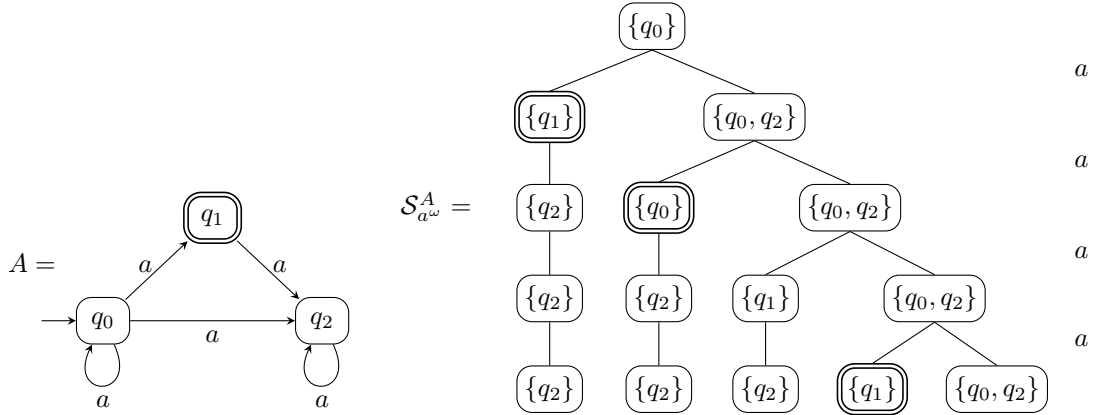 {q₀}
a
{q₁} {q₀, q₂}
a
S^A_{a^ω} = {q₂} {q₀} {q₀, q₂}
q₁
a
A = a a
{q₂} {q₂} {q₁} {q₀, q₂}
q₀ a q₂
a
{q₂} {q₂} {q₂} {q₁} {q₀, q₂}
a a